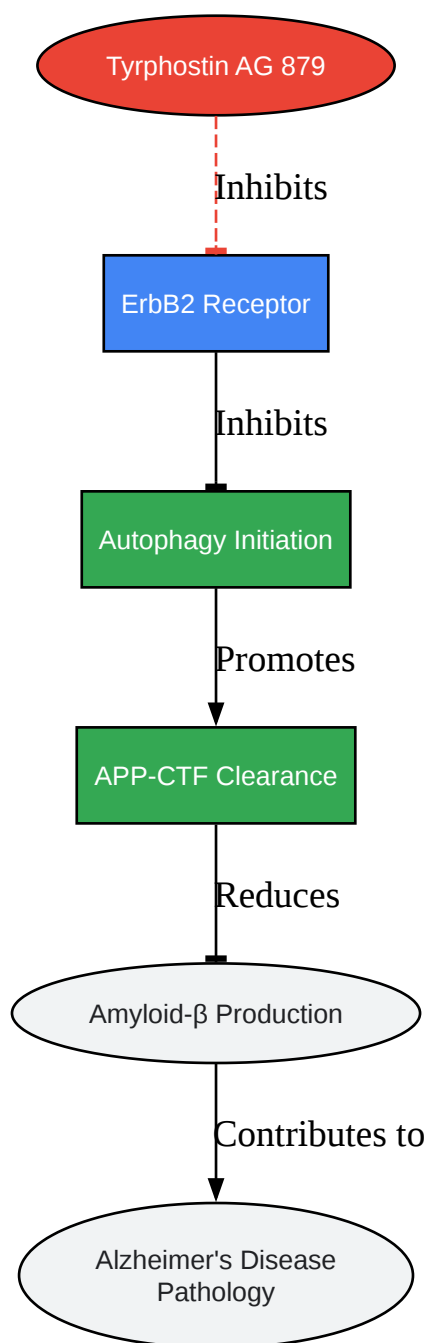 Tyrphostin AG 879
Inhibits
ErbB2 Receptor
Inhibits
Autophagy Initiation
Promotes
APP-CTF Clearance
Reduces
Amyloid-β Production
Contributes to
Alzheimer's Disease
Pathology